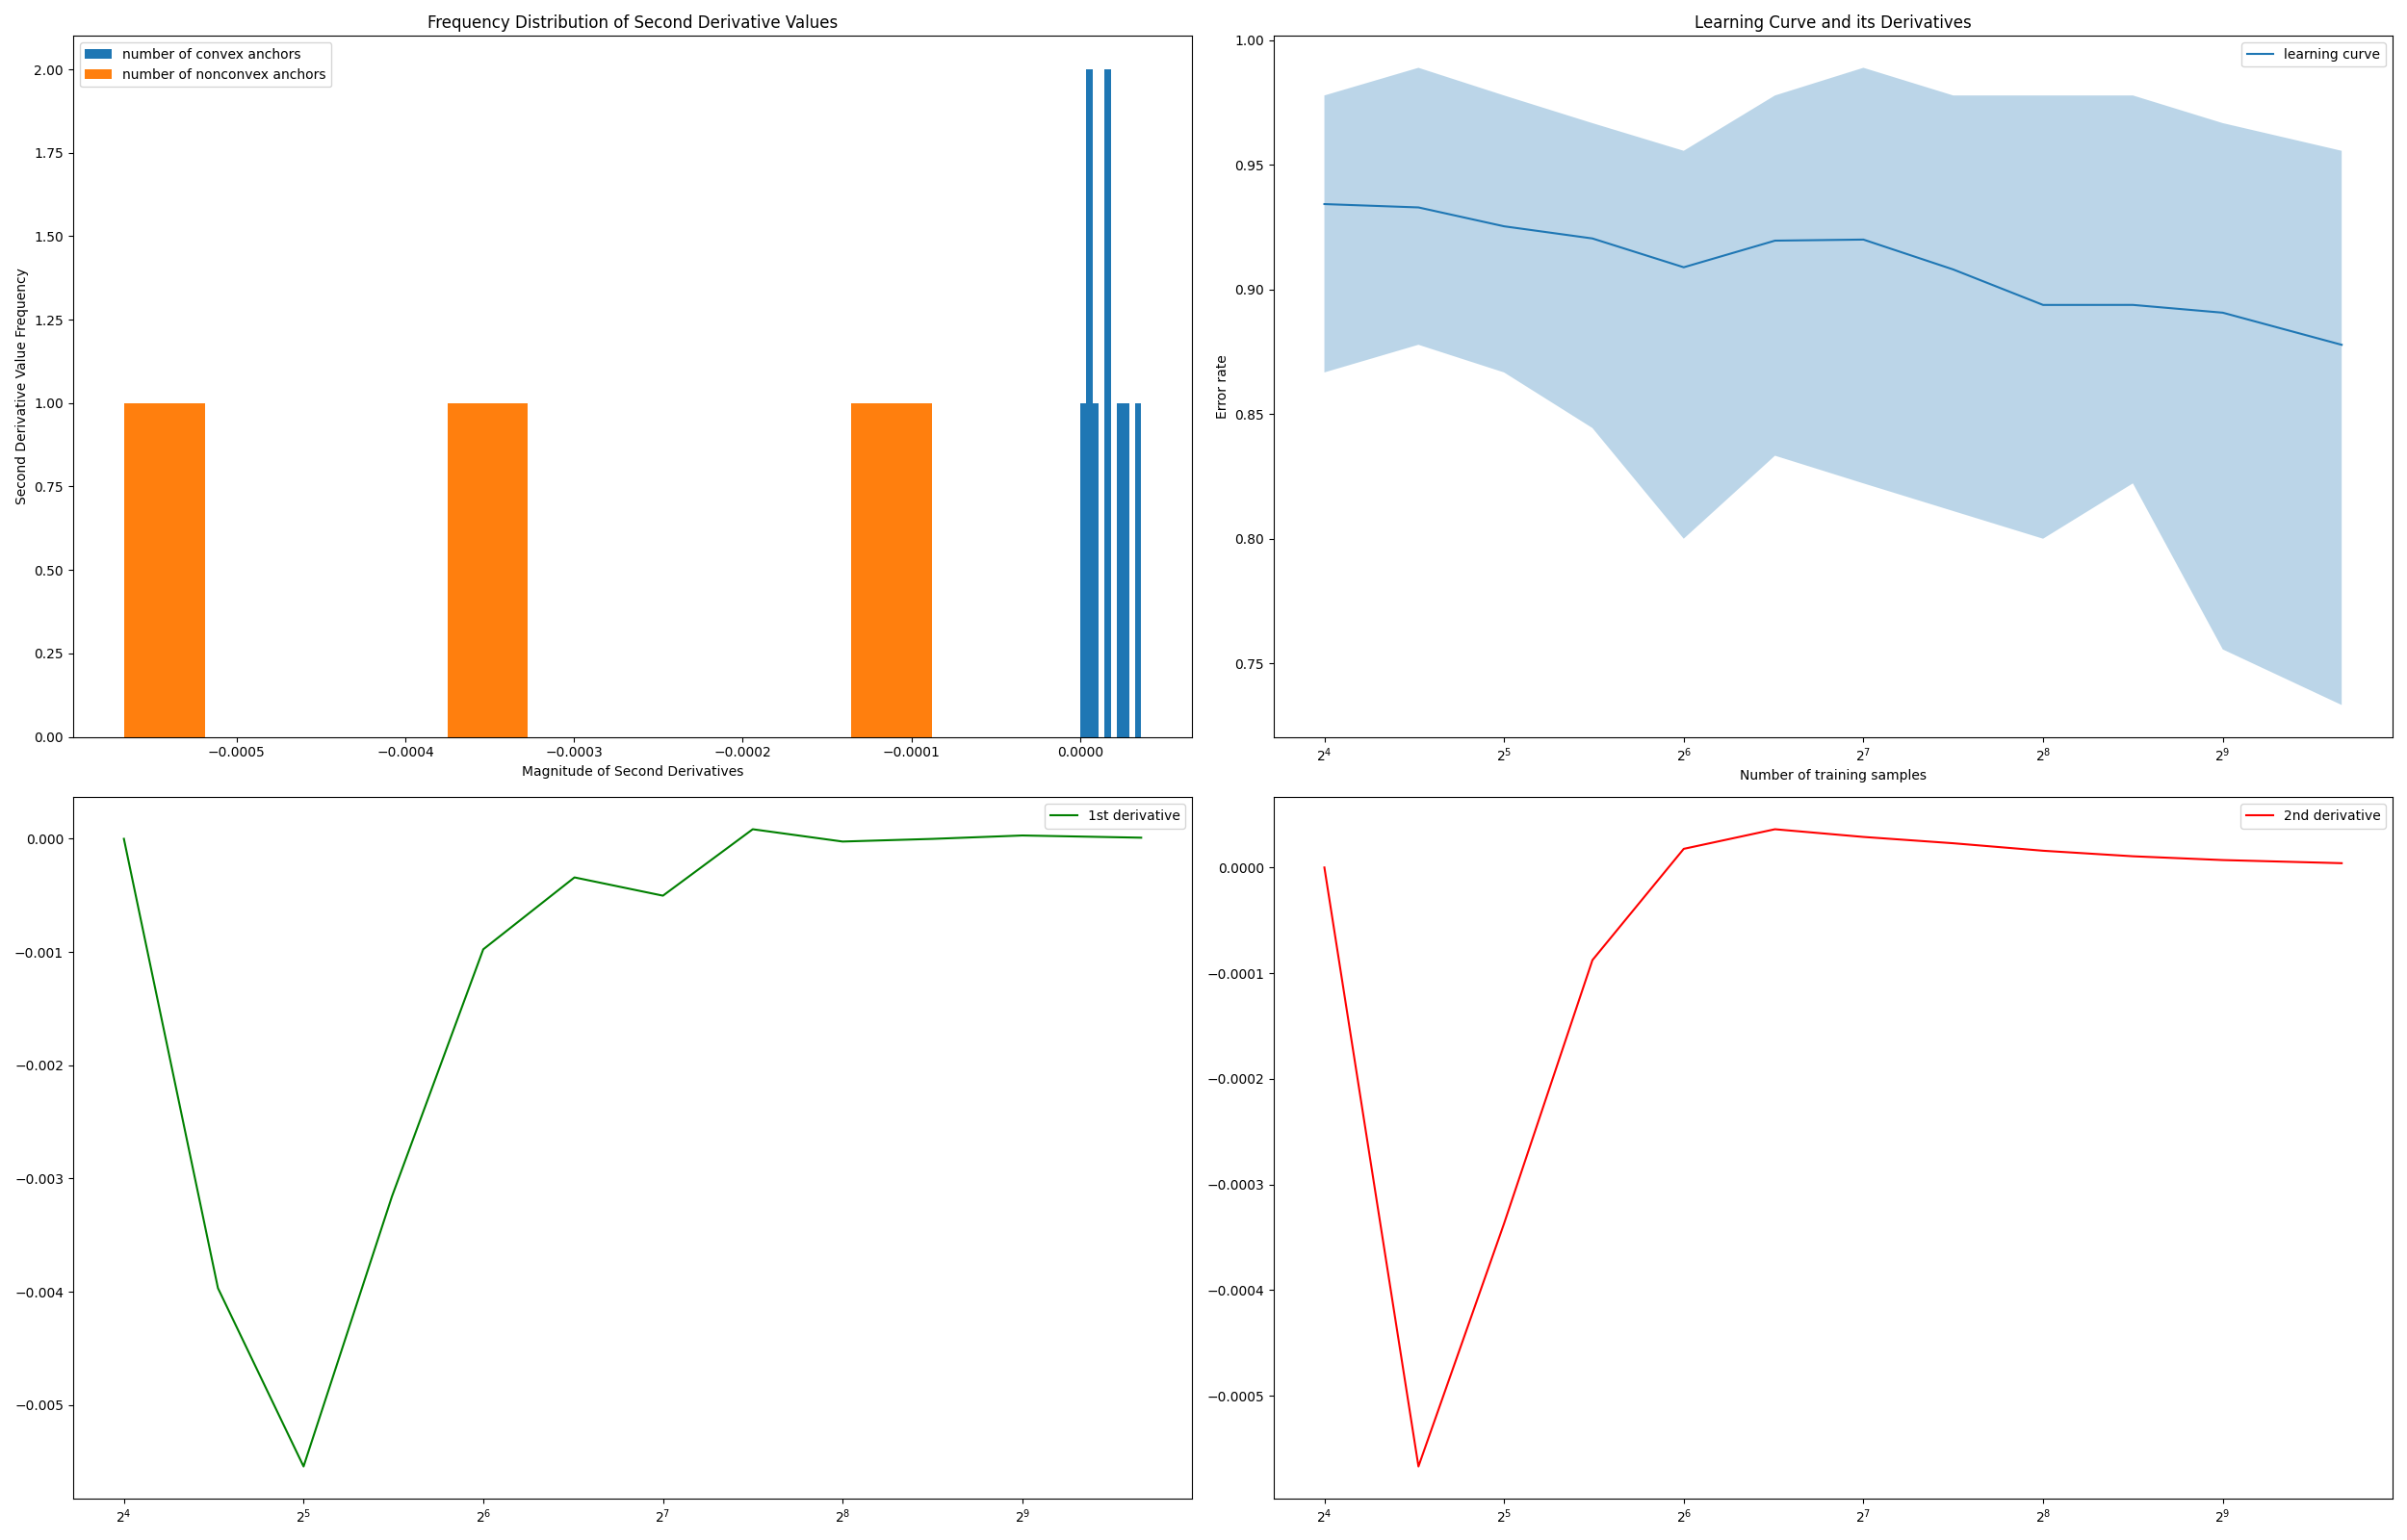 Frequency Distribution of Second Derivative Values
number of convex anchors
number of nonconvex anchors
2.00
1.75
1.50
1.25
1.00
0.75
0.50
0.25
0.00
Second Derivative Value Frequency
−0.0005 −0.0004 −0.0003 −0.0002 −0.0001 0.0000
Magnitude of Second Derivatives
Learning Curve and its Derivatives
learning curve
1.00
0.95
0.90
0.85
0.80
0.75
Error rate
2⁴ 2⁵ 2⁶ 2⁷ 2⁸ 2⁹
Number of training samples
1st derivative
0.000
−0.001
−0.002
−0.003
−0.004
−0.005
2⁴ 2⁵ 2⁶ 2⁷ 2⁸ 2⁹
2nd derivative
0.0000
−0.0001
−0.0002
−0.0003
−0.0004
−0.0005
2⁴ 2⁵ 2⁶ 2⁷ 2⁸ 2⁹